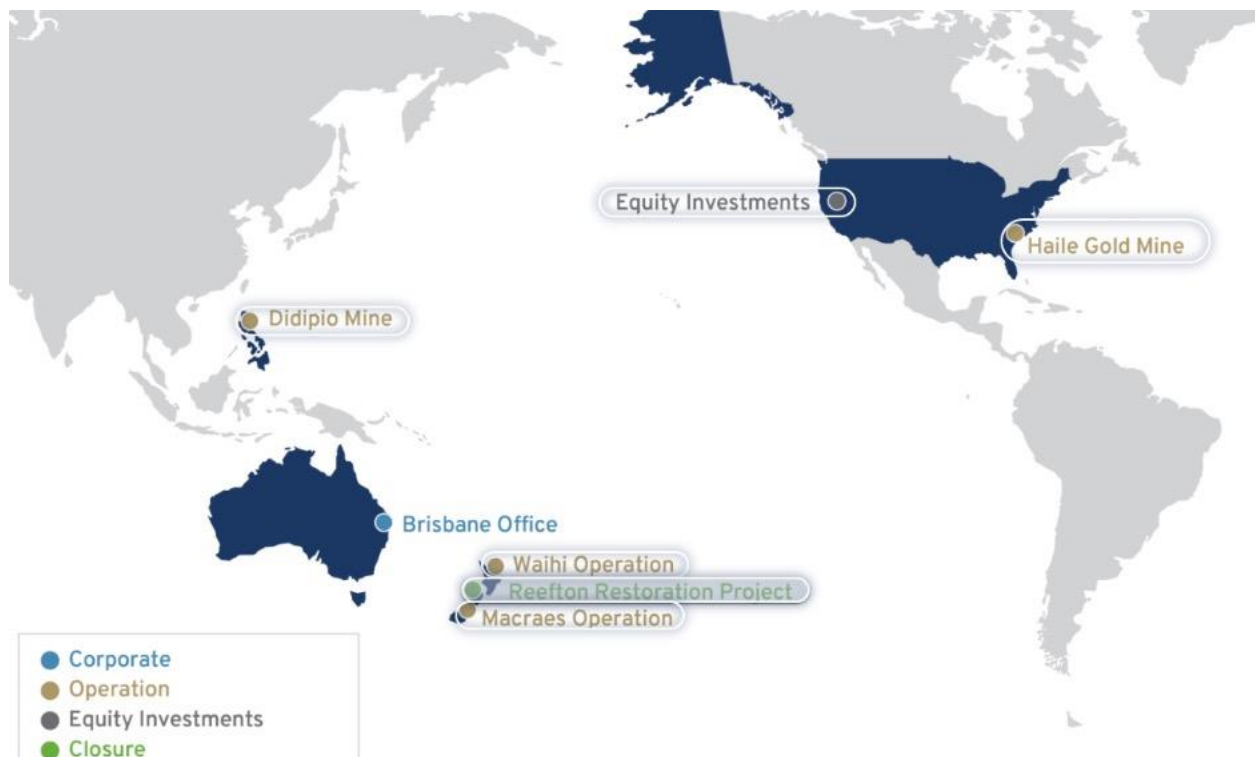 Equity Investments
Haile Gold Mine
Didipio Mine
Brisbane Office
Waihi Operation
Reefton Restoration Project
Macraes Operation
Corporate
Operation
Equity Investments
Closure